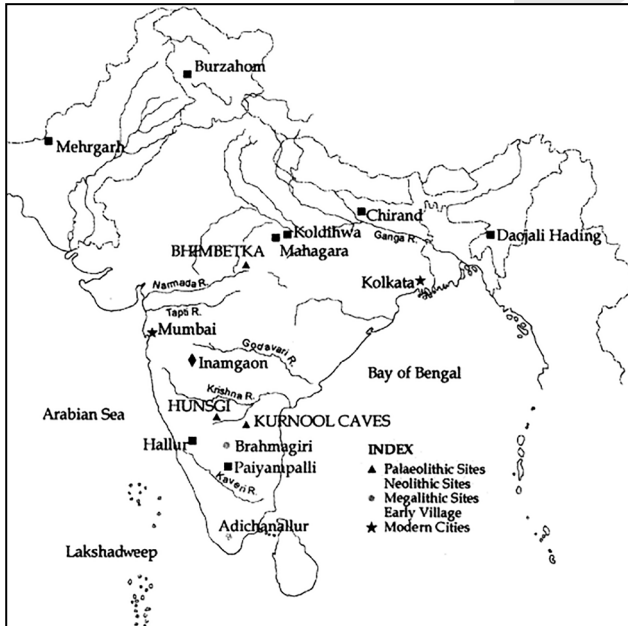 Burzahom
Mehrgarh
Chirand
Koldihwa
Mahagara
Ganga R.
Daojali Hading
BHIMBETKA
Narmada R.
Kolkata
Tapti R.
Mumbai
Godavari R.
Inamgaon
Bay of Bengal
Krishna R.
Arabian Sea
HUNSGI
KURNOOL CAVES
Hallur
Brahmagiri
Paiyampalli
Kaveri R.
Adichanallur
Lakshadweep
INDEX
Palaeolithic Sites
Neolithic Sites
Megalithic Sites
Early Village
Modern Cities